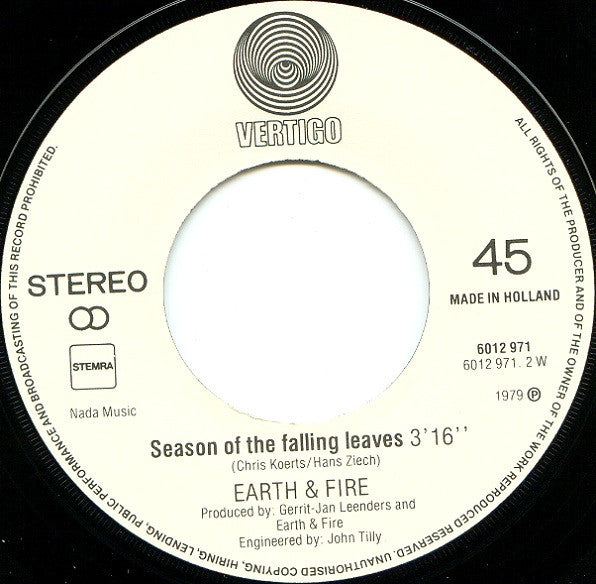 VERTIGO
STEREO
STEMRA
Nada Music
45
MADE IN HOLLAND
6012 971
6012 971. 2 W
1979 Ⓟ
Season of the falling leaves 3'16''
(Chris Koerts/Hans Ziech)
EARTH & FIRE
Produced by: Gerrit-Jan Leenders and
Earth & Fire
Engineered by: John Tilly
ALL RIGHTS OF THE PRODUCER AND OF THE OWNER OF THE WORK REPRODUCED RESERVED. UNAUTHORISED COPYING, HIRING, LENDING, PUBLIC PERFORMANCE AND BROADCASTING OF THIS RECORD PROHIBITED.